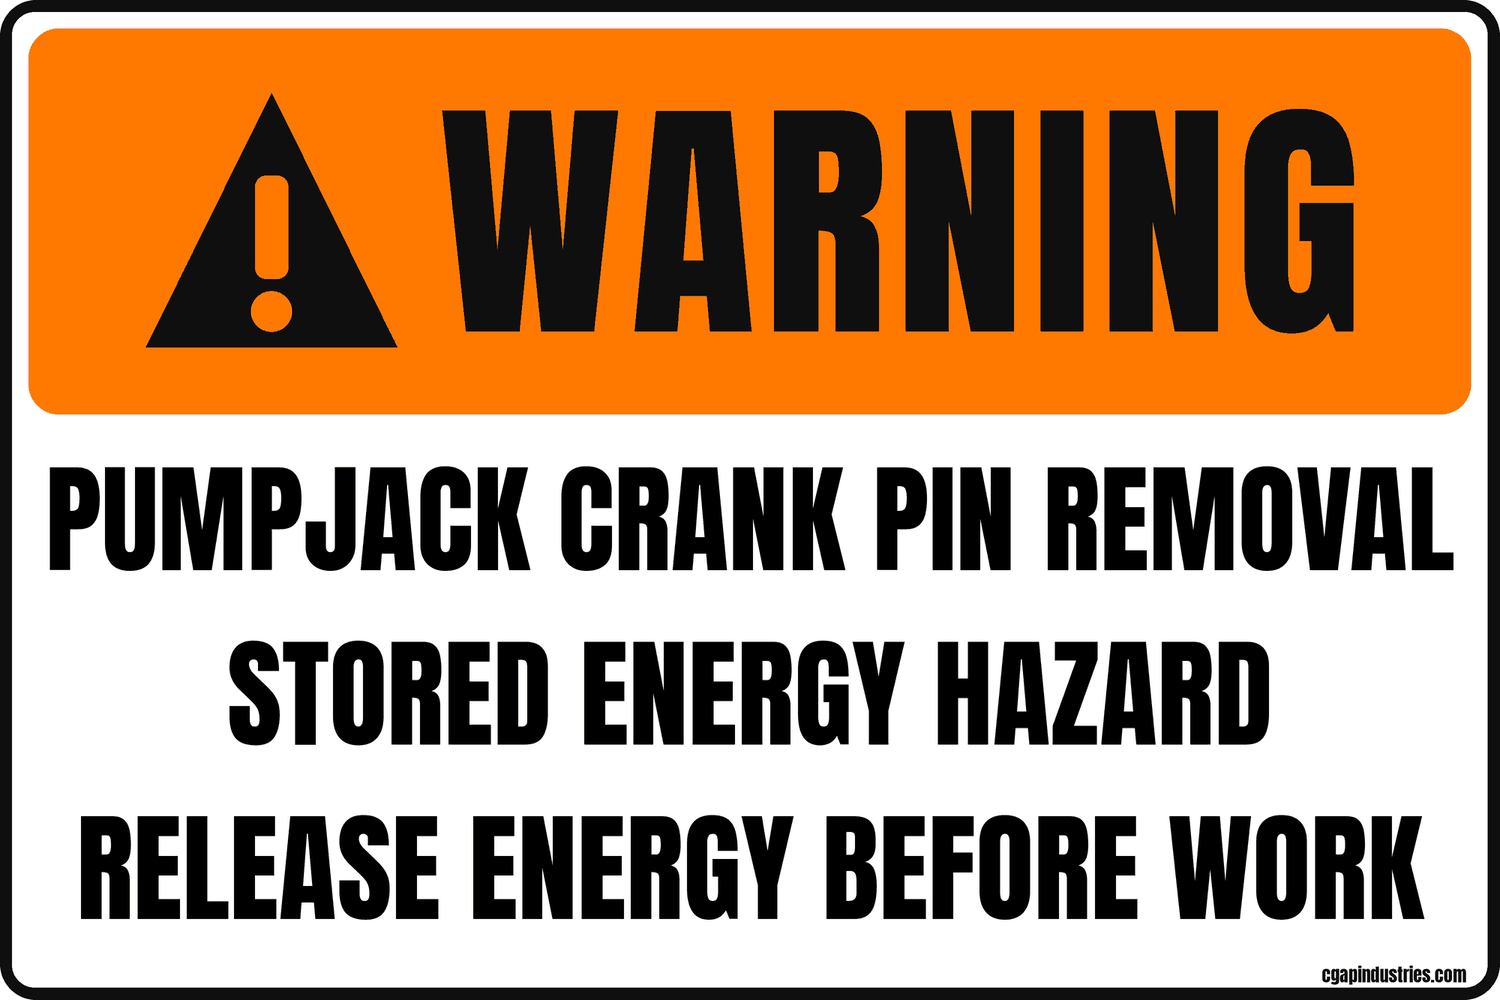 WARNING
PUMPJACK CRANK PIN REMOVAL
STORED ENERGY HAZARD
RELEASE ENERGY BEFORE WORK
cgapindustries.com